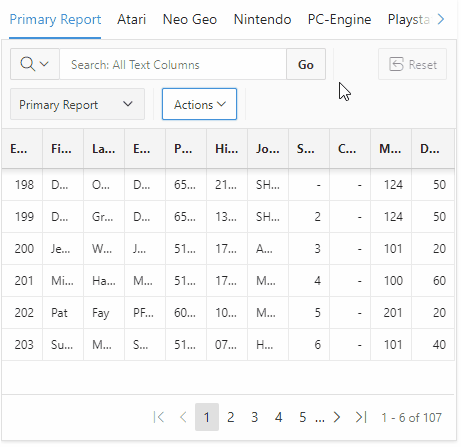 Primary Report Atari Neo Geo Nintendo PC-Engine Playsta
Search: All Text Columns Go Reset
Primary Report Actions
E... Fi... La... E... P... Hi... Jo... S... C... M... D...
198 D... O... D... 65... 21... SH... - - 124 50
199 D... Gr... D... 65... 13... SH... 2 - 124 50
200 Je... W... J... 51... 17... A... 3 - 101 20
201 Mi... Ha... M... 51... 17... M... 4 - 100 60
202 Pat Fay PF... 60... 10... M... 5 - 201 20
203 Su... M... S... 51... 07... H... 6 - 101 40
1 2 3 4 5 ... 1 - 6 of 107